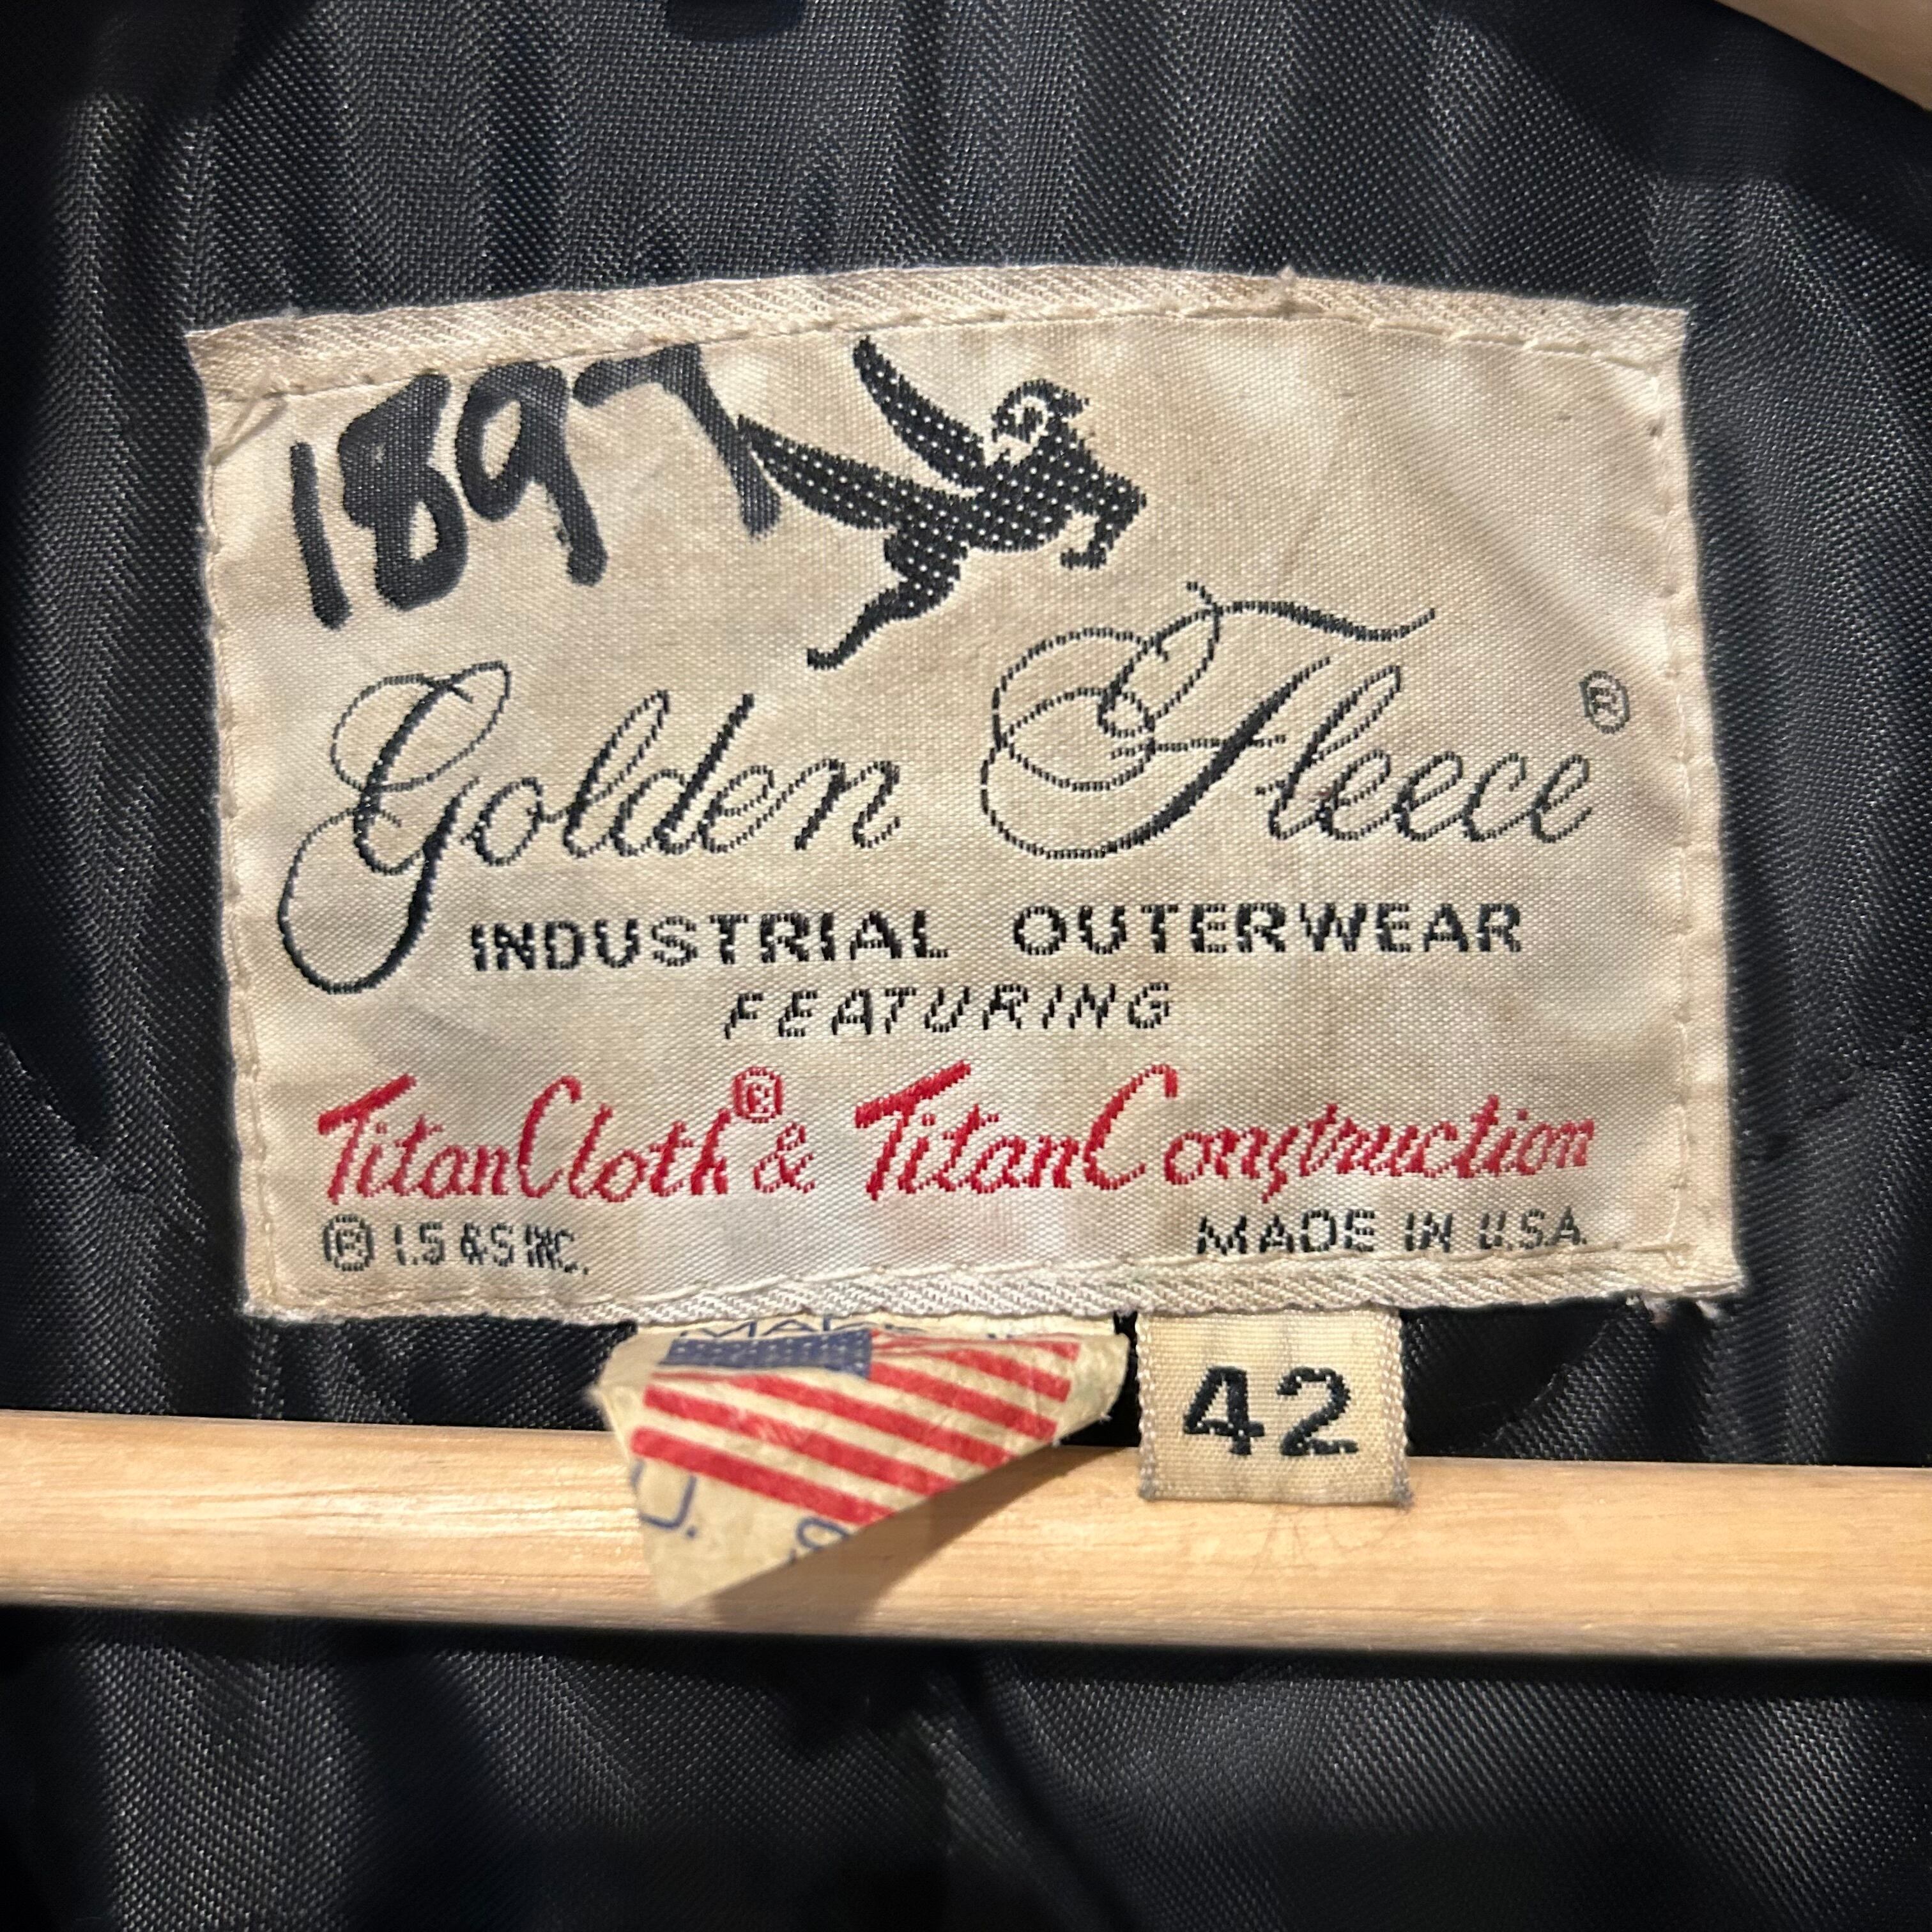 1897
Golden Fleece ®
INDUSTRIAL OUTERWEAR
FEATURING
TitanCloth ® & TitanConstruction
® I.S & S INC.
MADE IN U.S.A.
42
U. S